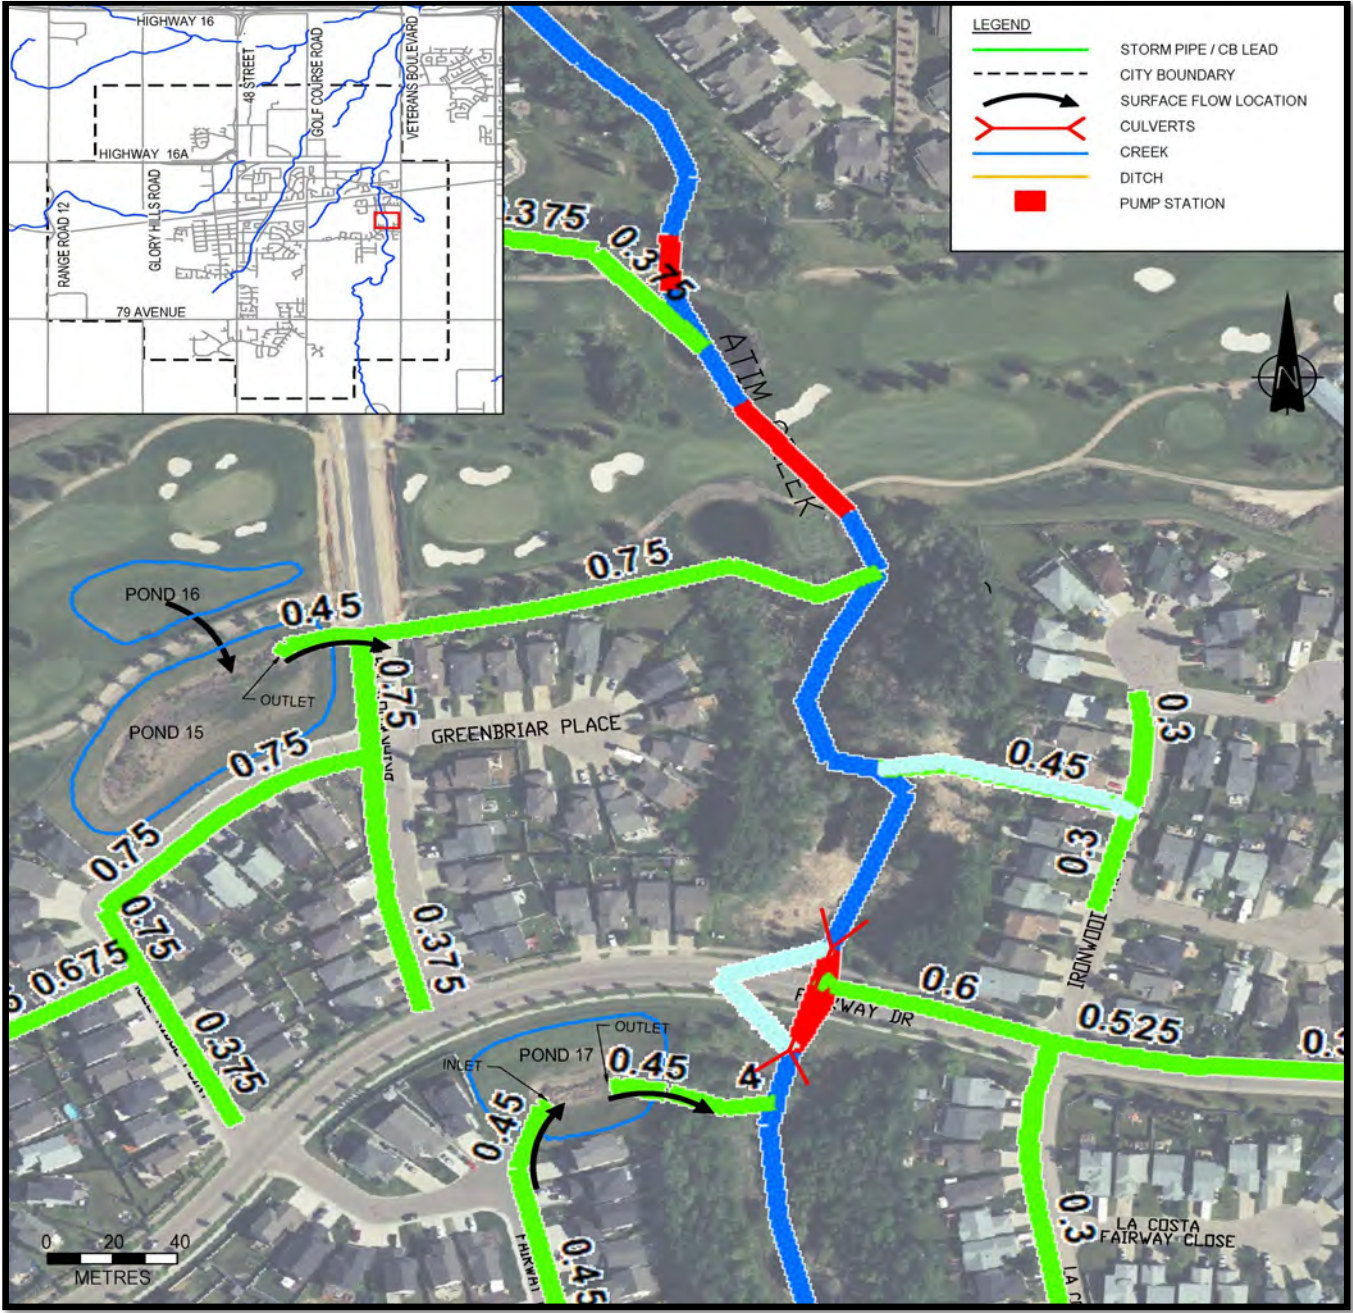 HIGHWAY 16
48 STREET
GOLF COURSE ROAD
VETERANS BOULEVARD
HIGHWAY 16A
RANGE ROAD 12
GLORY HILLS ROAD
79 AVENUE
LEGEND
STORM PIPE / CB LEAD
CITY BOUNDARY
SURFACE FLOW LOCATION
CULVERTS
CREEK
DITCH
PUMP STATION
N
.375
0.375
ATIM
0.75
POND 16
0.45
OUTLET
POND 15
0.75
0.75
GREENBRIAR PLACE
0.75
0.75
0.675
0.375
0.375
0.45
0.3
0.3
0.6
0.525
FAIRWAY DR
OUTLET
POND 17
INLET
0.45
4
0.45
0.45
0.3
LA COSTA
FAIRWAY CLOSE
0 20 40
METRES